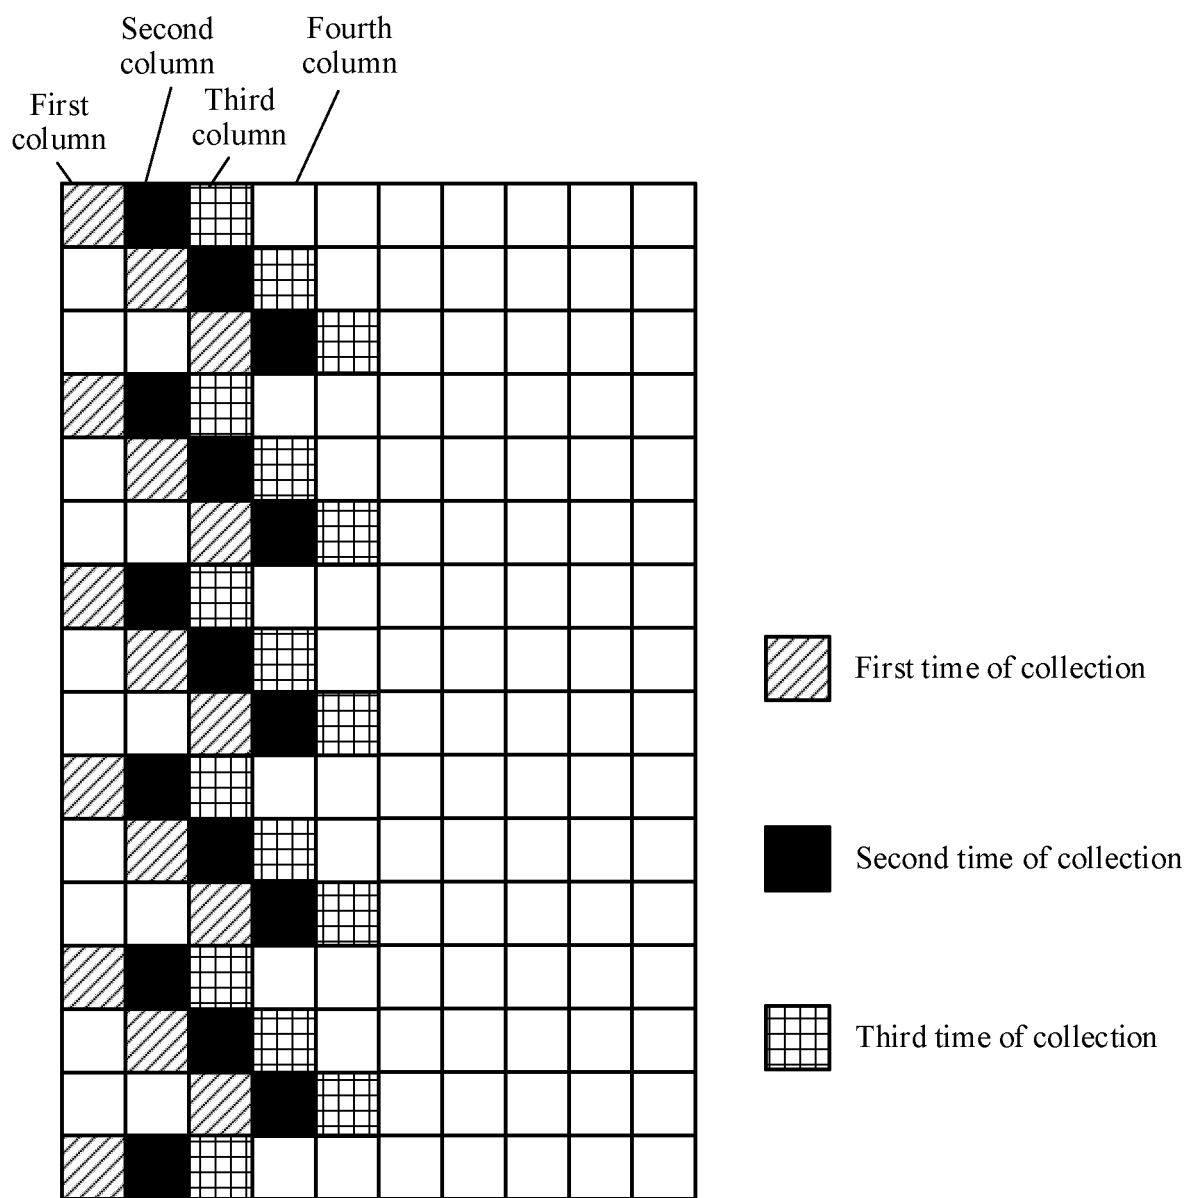 Second
column
Fourth
column
First
column
Third
column
First time of collection
Second time of collection
Third time of collection